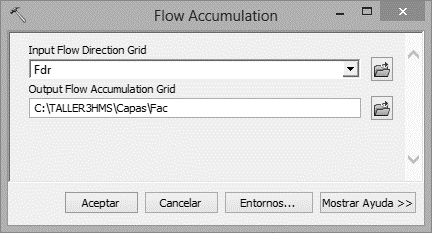 Flow Accumulation
Input Flow Direction Grid
Fdr
Output Flow Accumulation Grid
C:\TALLER3HMS\Capas\Fac
Aceptar
Cancelar
Entornos...
Mostrar Ayuda >>